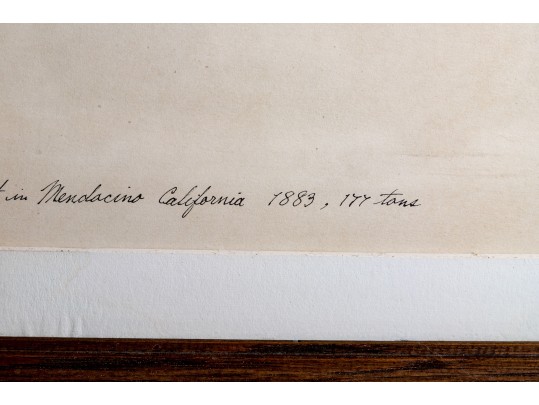 in Mendocino California 1883, 177 tons